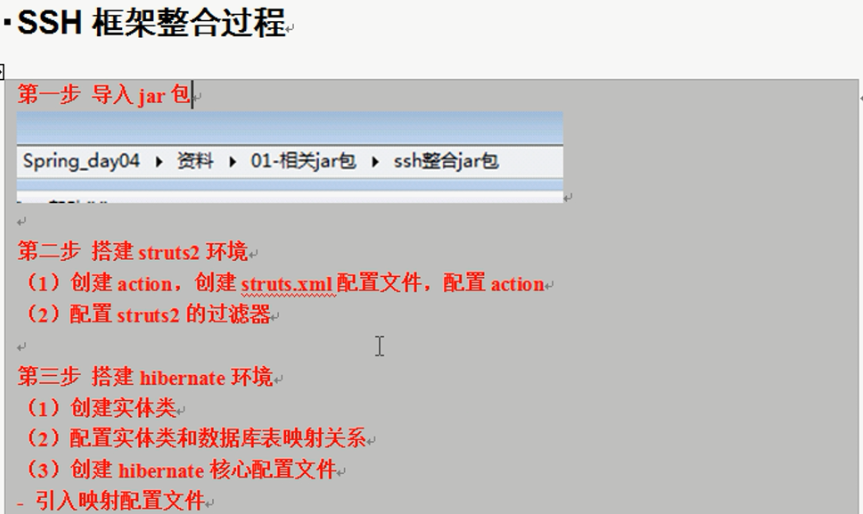 ▪SSH 框架整合过程
第一步 导入 jar 包
Spring_day04 ▶ 资料 ▶ 01-相关jar包 ▶ ssh整合jar包
第二步 搭建 struts2 环境
（1）创建 action，创建 struts.xml 配置文件，配置 action
（2）配置 struts2 的过滤器
第三步 搭建 hibernate 环境
（1）创建实体类
（2）配置实体类和数据库表映射关系
（3）创建 hibernate 核心配置文件
- 引入映射配置文件